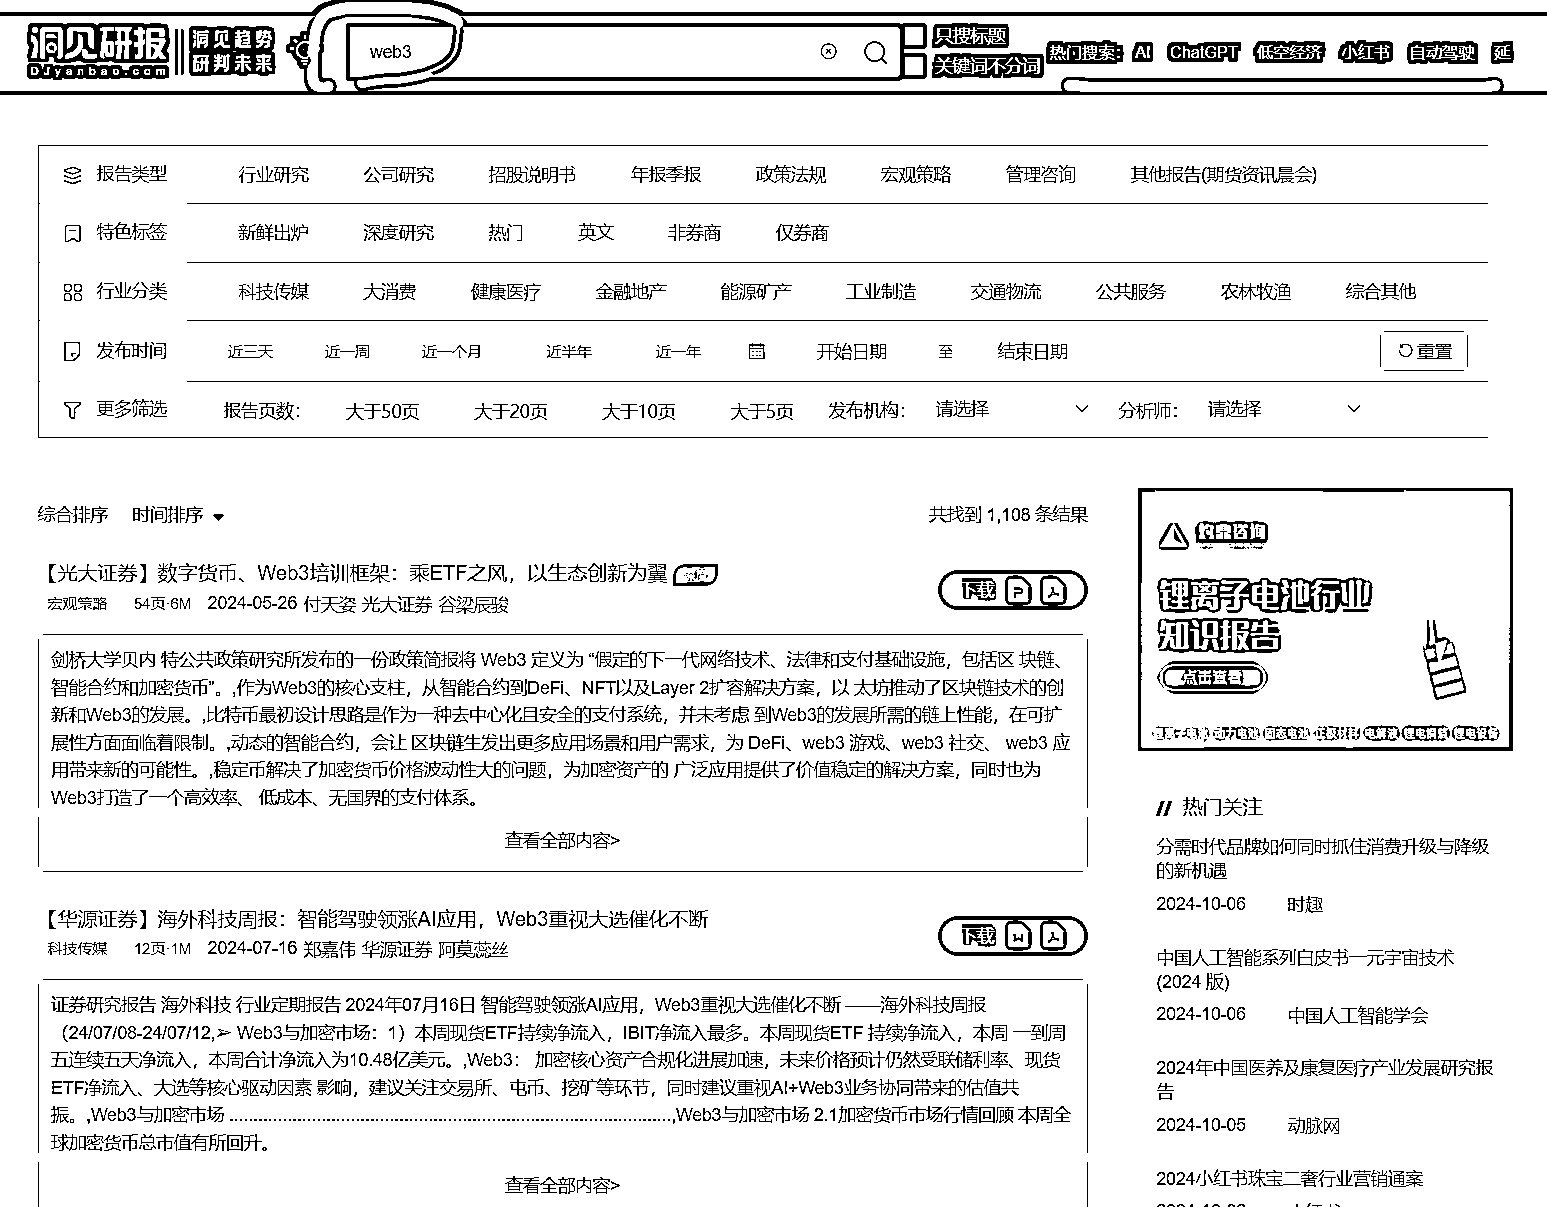 洞见研报
DJyanbao.com
洞见趋势
研判未来
web3
只搜标题
关键词不分词
热门搜索: AI ChatGPT 低空经济 小红书 自动驾驶 延
报告类型 行业研究 公司研究 招股说明书 年报季报 政策法规 宏观策略 管理咨询 其他报告(期货资讯晨会)
特色标签 新鲜出炉 深度研究 热门 英文 非券商 仅券商
行业分类 科技传媒 大消费 健康医疗 金融地产 能源矿产 工业制造 交通物流 公共服务 农林牧渔 综合其他
发布时间 近三天 近一周 近一个月 近半年 近一年 开始日期 至 结束日期 重置
更多筛选 报告页数: 大于50页 大于20页 大于10页 大于5页 发布机构: 请选择 分析师: 请选择
综合排序 时间排序 共找到 1,108 条结果
【光大证券】数字货币、Web3培训框架：乘ETF之风，以生态创新为翼
宏观策略 54页·6M 2024-05-26 付天姿 光大证券 谷梁辰骏
下载
剑桥大学贝内 特公共政策研究所发布的一份政策简报将 Web3 定义为 “假定的下一代网络技术、法律和支付基础设施，包括区 块链、
智能合约和加密货币”。,作为Web3的核心支柱，从智能合约到DeFi、NFT以及Layer 2扩容解决方案，以 太坊推动了区块链技术的创
新和Web3的发展。,比特币最初设计思路是作为一种去中心化且安全的支付系统，并未考虑 到Web3的发展所需的链上性能，在可扩
展性方面面临着限制。,动态的智能合约，会让 区块链生发出更多应用场景和用户需求，为 DeFi、web3 游戏、web3 社交、 web3 应
用带来新的可能性。,稳定币解决了加密货币价格波动性大的问题，为加密资产的 广泛应用提供了价值稳定的解决方案，同时也为
Web3打造了一个高效率、 低成本、无国界的支付体系。
查看全部内容>
【华源证券】海外科技周报：智能驾驶领涨AI应用，Web3重视大选催化不断
科技传媒 12页·1M 2024-07-16 郑嘉伟 华源证券 阿莫蕊丝
下载
证券研究报告 海外科技 行业定期报告 2024年07月16日 智能驾驶领涨AI应用，Web3重视大选催化不断 ——海外科技周报
（24/07/08-24/07/12,➢ Web3与加密市场：1）本周现货ETF持续净流入，IBIT净流入最多。本周现货ETF 持续净流入，本周 一到周
五连续五天净流入，本周合计净流入为10.48亿美元。,Web3： 加密核心资产合规化进展加速，未来价格预计仍然受联储利率、现货
ETF净流入、大选等核心驱动因素 影响，建议关注交易所、屯币、挖矿等环节，同时建议重视AI+Web3业务协同带来的估值共
振。,Web3与加密市场 ..........................................................................................,Web3与加密市场 2.1加密货币市场行情回顾 本周全
球加密货币总市值有所回升。
查看全部内容>
锂离子电池行业
知识报告
点击查看
// 热门关注
分需时代品牌如何同时抓住消费升级与降级
的新机遇
2024-10-06 时趣
中国人工智能系列白皮书—元宇宙技术
(2024 版)
2024-10-06 中国人工智能学会
2024年中国医养及康复医疗产业发展研究报
告
2024-10-05 动脉网
2024小红书珠宝二奢行业营销通案